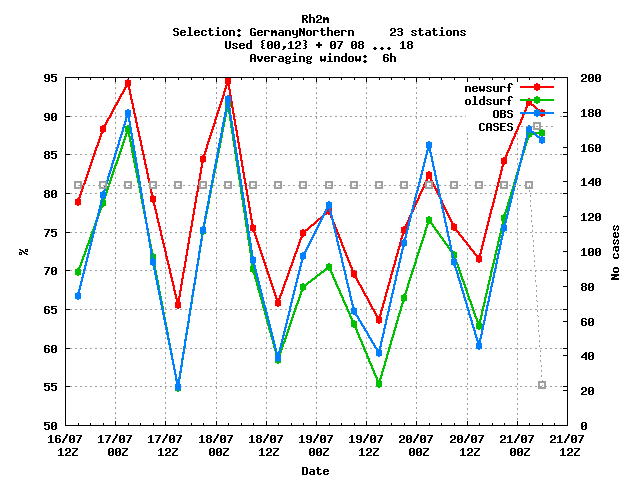 Rh2m
Selection: GermanyNorthern 23 stations
Used {00,12} + 07 08 ... 18
Averaging window: 6h
newsurf
oldsurf
OBS
CASES
95
90
85
80
75
70
65
60
55
50
%
200
180
160
140
120
100
80
60
40
20
0
No cases
16/07 17/07 17/07 18/07 18/07 19/07 19/07 20/07 20/07 21/07 21/07
12Z 00Z 12Z 00Z 12Z 00Z 12Z 00Z 12Z 00Z 12Z
Date